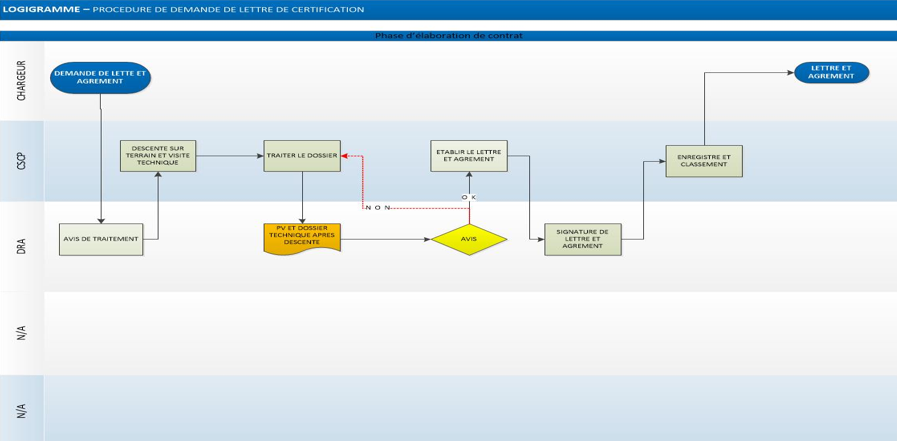 LOGIGRAMME – PROCEDURE DE DEMANDE DE LETTRE DE CERTIFICATION
Phase d'élaboration de contrat
CHARGEUR
DEMANDE DE LETTE ET
AGREMENT
LETTRE ET
AGREMENT
CSCP
DESCENTE SUR
TERRAIN ET VISITE
TECHNIQUE
TRAITER LE DOSSIER
ETABLIR LE LETTRE
ET AGREMENT
ENREGISTRE ET
CLASSEMENT
O K
N O N
DRA
AVIS DE TRAITEMENT
PV ET DOSSIER
TECHNIQUE APRES
DESCENTE
AVIS
SIGNATURE DE
LETTRE ET
AGREMENT
N/A
N/A